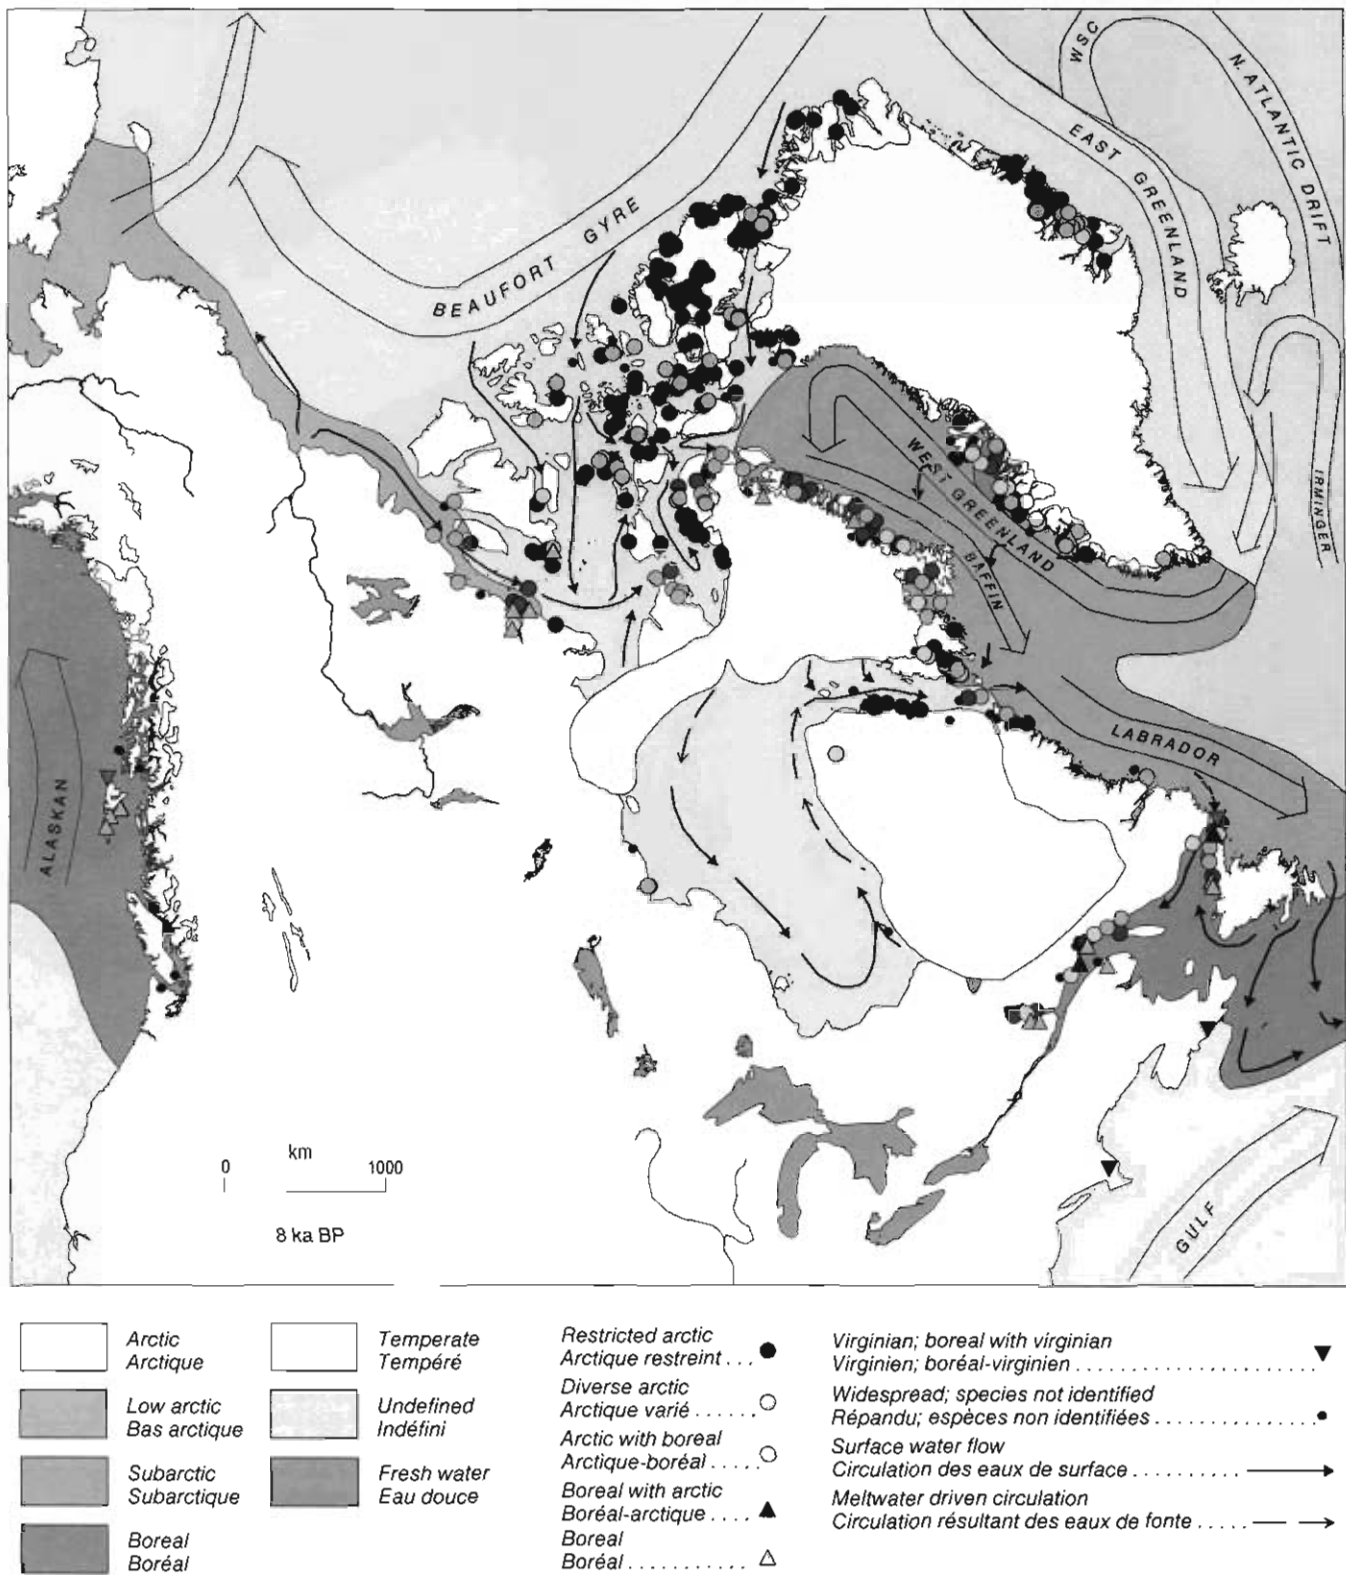 WSC
N. ATLANTIC DRIFT
EAST GREENLAND
BEAUFORT GYRE
WEST GREENLAND
BAFFIN
IRMINGER
LABRADOR
ALASKAN
GULF
km
0 1000
8 ka BP
Arctic
Arctique
Low arctic
Bas arctique
Subarctic
Subarctique
Boreal
Boréal
Temperate
Tempéré
Undefined
Indéfini
Fresh water
Eau douce
Restricted arctic
Arctique restreint . . .
Diverse arctic
Arctique varié . . . . . .
Arctic with boreal
Arctique-boréal . . . . .
Boreal with arctic
Boréal-arctique . . . .
Boreal
Boréal . . . . . . . . . . .
Virginian; boreal with virginian
Virginien; boréal-virginien . . . . . . . . . . . . . . . . . . . . . .
Widespread; species not identified
Répandu; espèces non identifiées . . . . . . . . . . . . . . .
Surface water flow
Circulation des eaux de surface . . . . . . . . . .
Meltwater driven circulation
Circulation résultant des eaux de fonte . . . . .